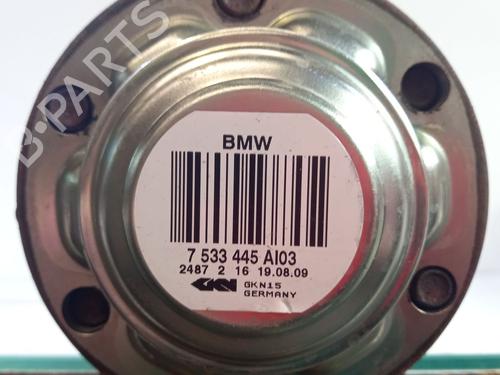 B·PARTS
BMW
7 533 445 AI03
2487 2 16 19.08.09
GKN GKN15
GERMANY